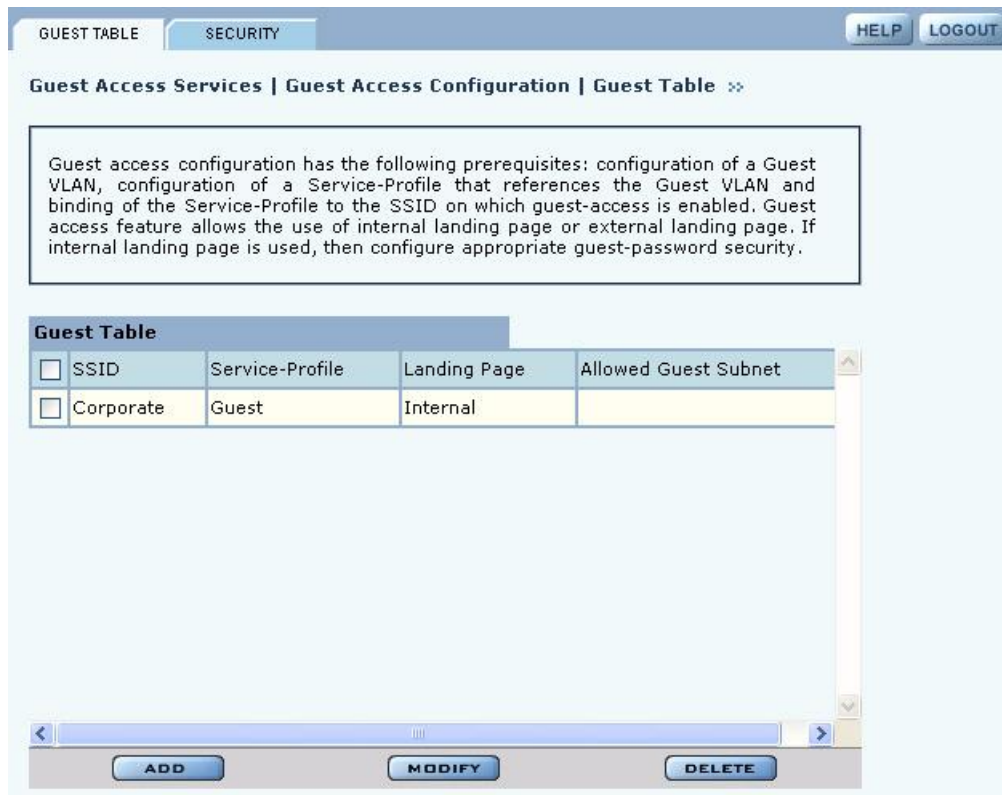 GUEST TABLE SECURITY HELP LOGOUT
Guest Access Services | Guest Access Configuration | Guest Table »
Guest access configuration has the following prerequisites: configuration of a Guest
VLAN, configuration of a Service-Profile that references the Guest VLAN and
binding of the Service-Profile to the SSID on which guest-access is enabled. Guest
access feature allows the use of internal landing page or external landing page. If
internal landing page is used, then configure appropriate guest-password security.
Guest Table
SSID Service-Profile Landing Page Allowed Guest Subnet
Corporate Guest Internal
ADD MODIFY DELETE